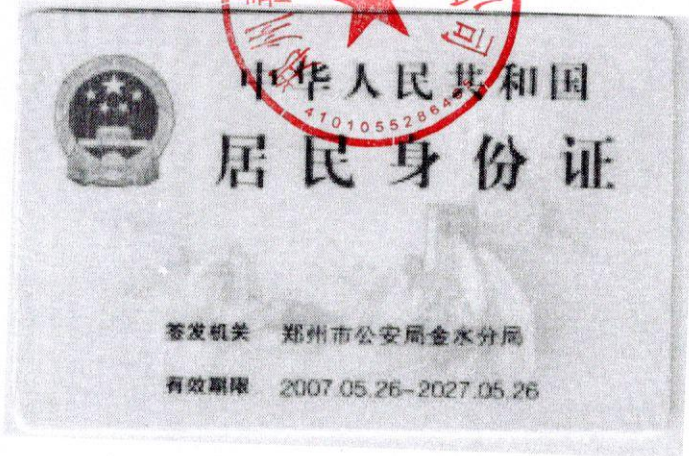 中华人民共和国
居民身份证
签发机关 郑州市公安局金水分局
有效期限 2007.05.26-2027.05.26
司